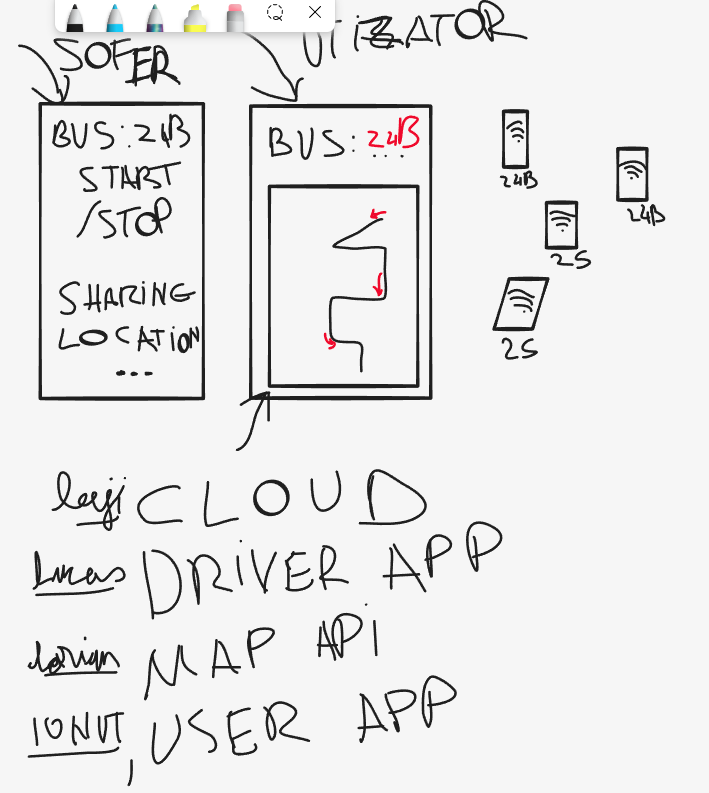 SOFER
UTILIZATOR
BUS: 24B
START
/STOP
SHARING
LOCATION
...
BUS: 24B
...
24B
24B
25
25
CLOUD
Lucas DRIVER APP
MAP API
IONUT, USER APP